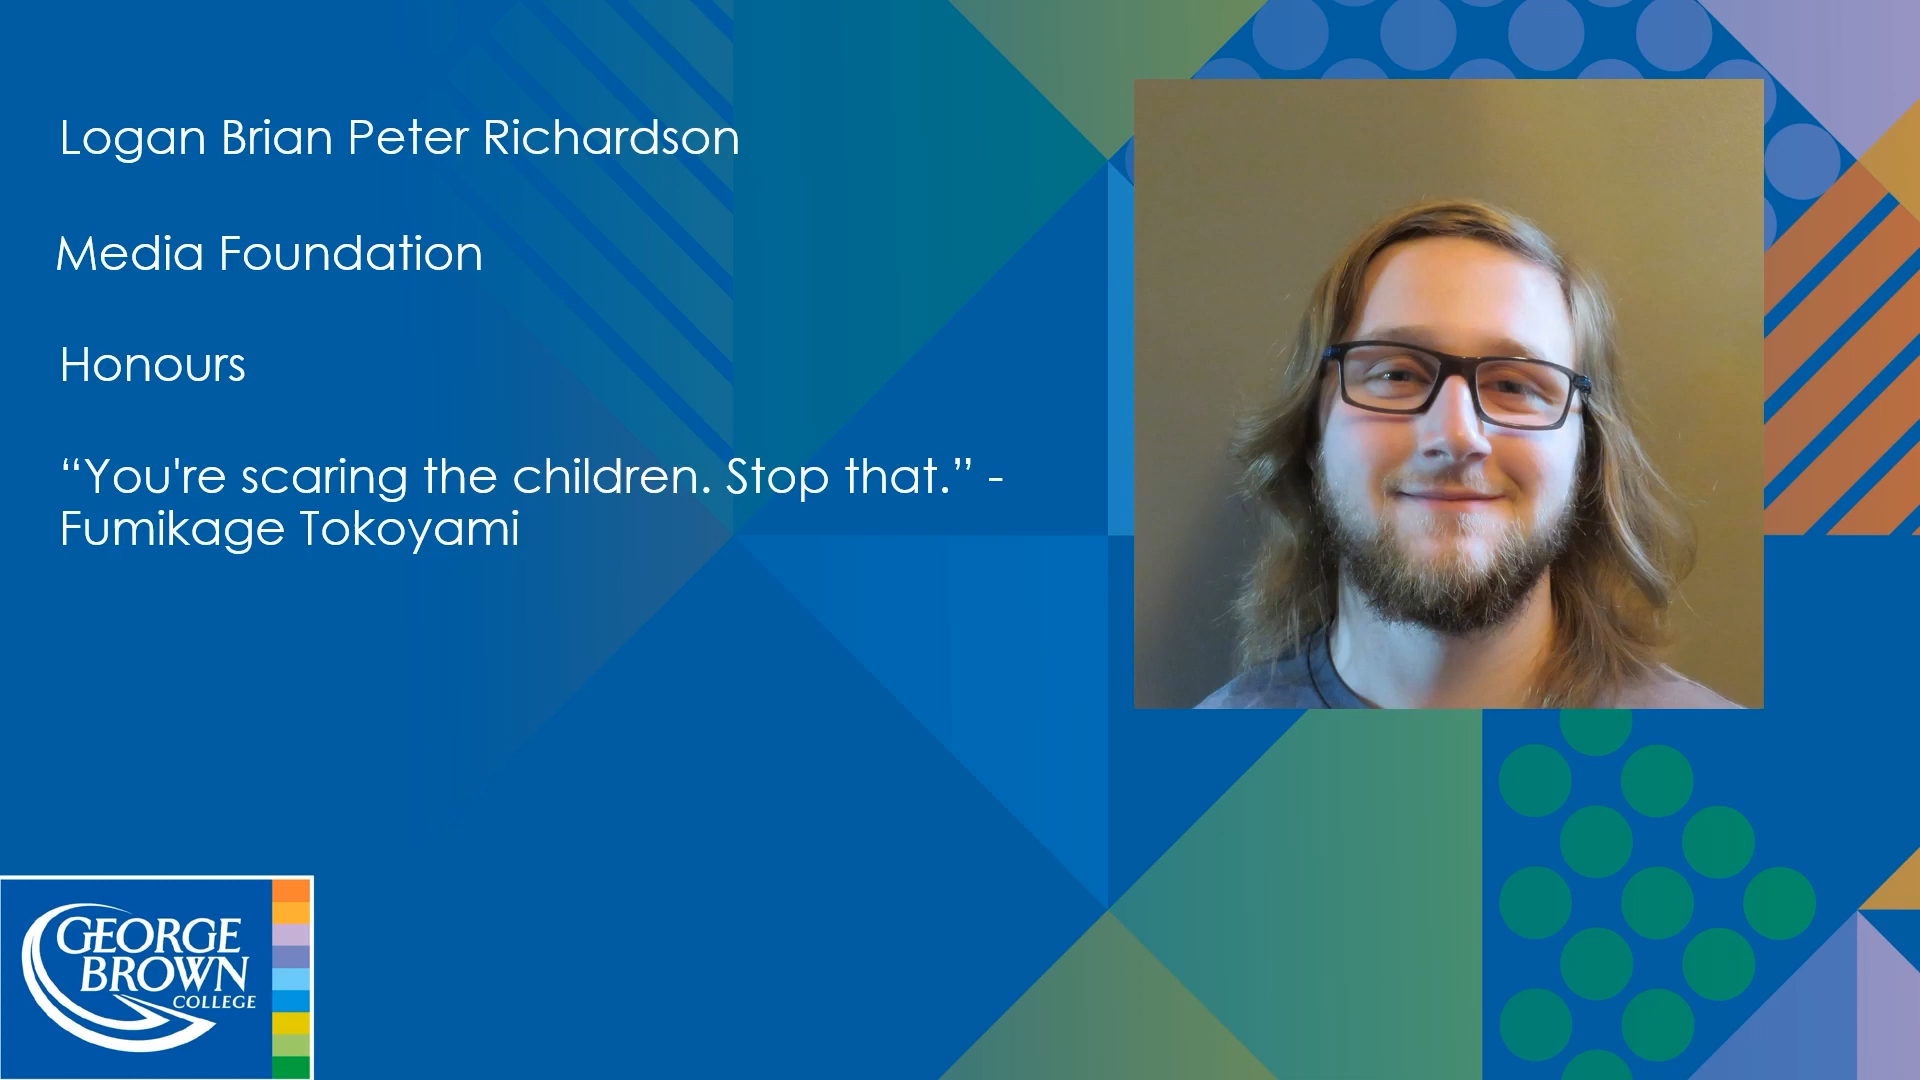 Logan Brian Peter Richardson
Media Foundation
Honours
“You're scaring the children. Stop that.” -
Fumikage Tokoyami
GEORGE
BROWN
COLLEGE